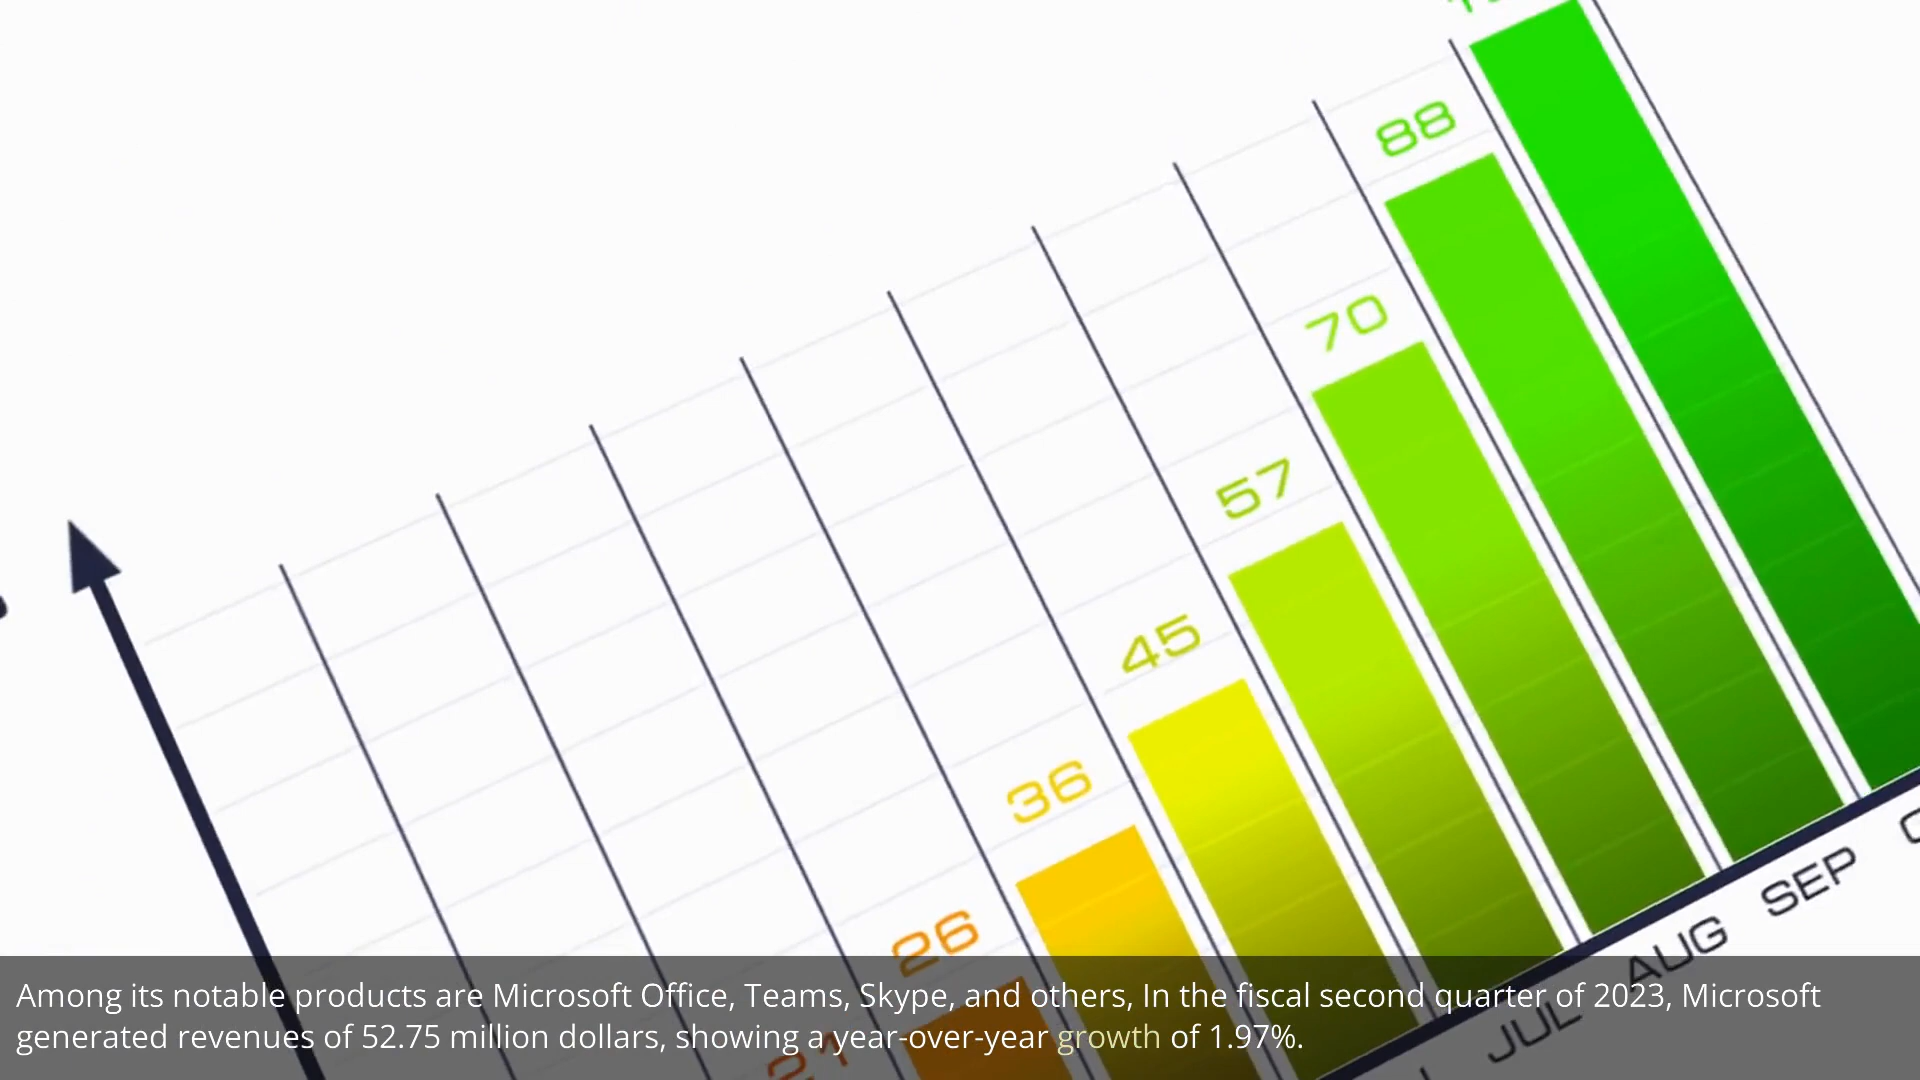 88
70
57
45
36
26
21
SEP
AUG
JUL
Among its notable products are Microsoft Office, Teams, Skype, and others, In the fiscal second quarter of 2023, Microsoft
generated revenues of 52.75 million dollars, showing a year-over-year growth of 1.97%.